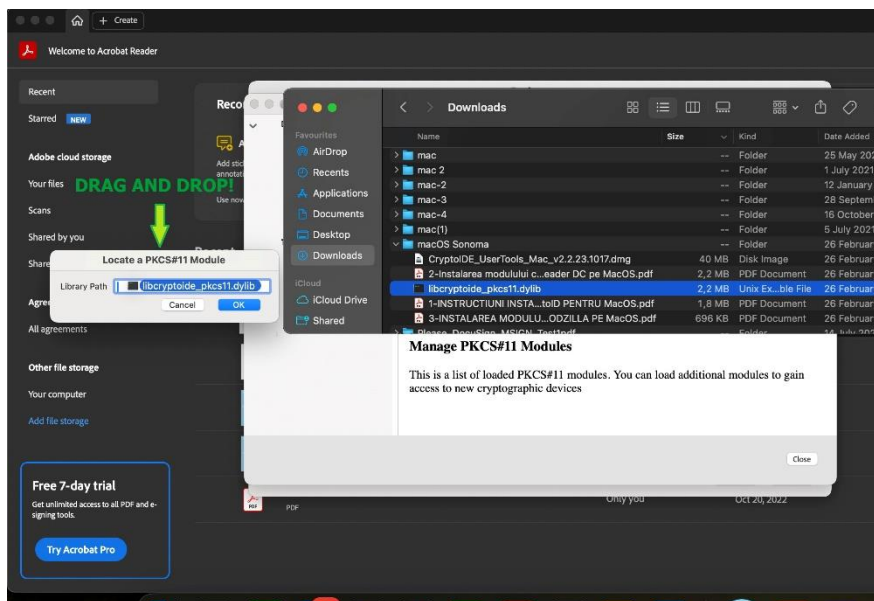 + Create
Welcome to Acrobat Reader
Recent
Starred NEW
Adobe cloud storage
Your files
Scans
Shared by you
Agre
All agreements
Other file storage
Your computer
Add file storage
Free 7-day trial
Get unlimited access to all PDF and e-
signing tools.
Try Acrobat Pro
DRAG AND DROP!
Locate a PKCS#11 Module
Library Path libcryptoide_pkcs11.dylib
Cancel OK
Reco
Add stic
annotati
Use now
Recent
Favourites
AirDrop
Recents
Applications
Documents
Desktop
Downloads
iCloud
iCloud Drive
Shared
Downloads
Name Size Kind Date Added
mac -- Folder 25 May 202
mac 2 -- Folder 1 July 2021
mac-2 -- Folder 12 January
mac-3 -- Folder 28 Septem
mac-4 -- Folder 16 October
mac(1) -- Folder 5 July 2021
macOS Sonoma -- Folder 26 Februar
CryptoIDE_UserTools_Mac_v2.2.23.1017.dmg 40 MB Disk Image 26 Februar
2-Instalarea modulului c...eader DC pe MacOS.pdf 2,2 MB PDF Document 26 Februar
libcryptoide_pkcs11.dylib 2,2 MB Unix Ex...ble File 26 Februar
1-INSTRUCTIUNI INSTA...toID PENTRU MacOS.pdf 1,8 MB PDF Document 26 Februar
3-INSTALAREA MODULU...ODZILLA PE MacOS.pdf 696 KB PDF Document 26 Februar
Manage PKCS#11 Modules
This is a list of loaded PKCS#11 modules. You can load additional modules to gain
access to new cryptographic devices
Close
PDF Only you Oct 20, 2022